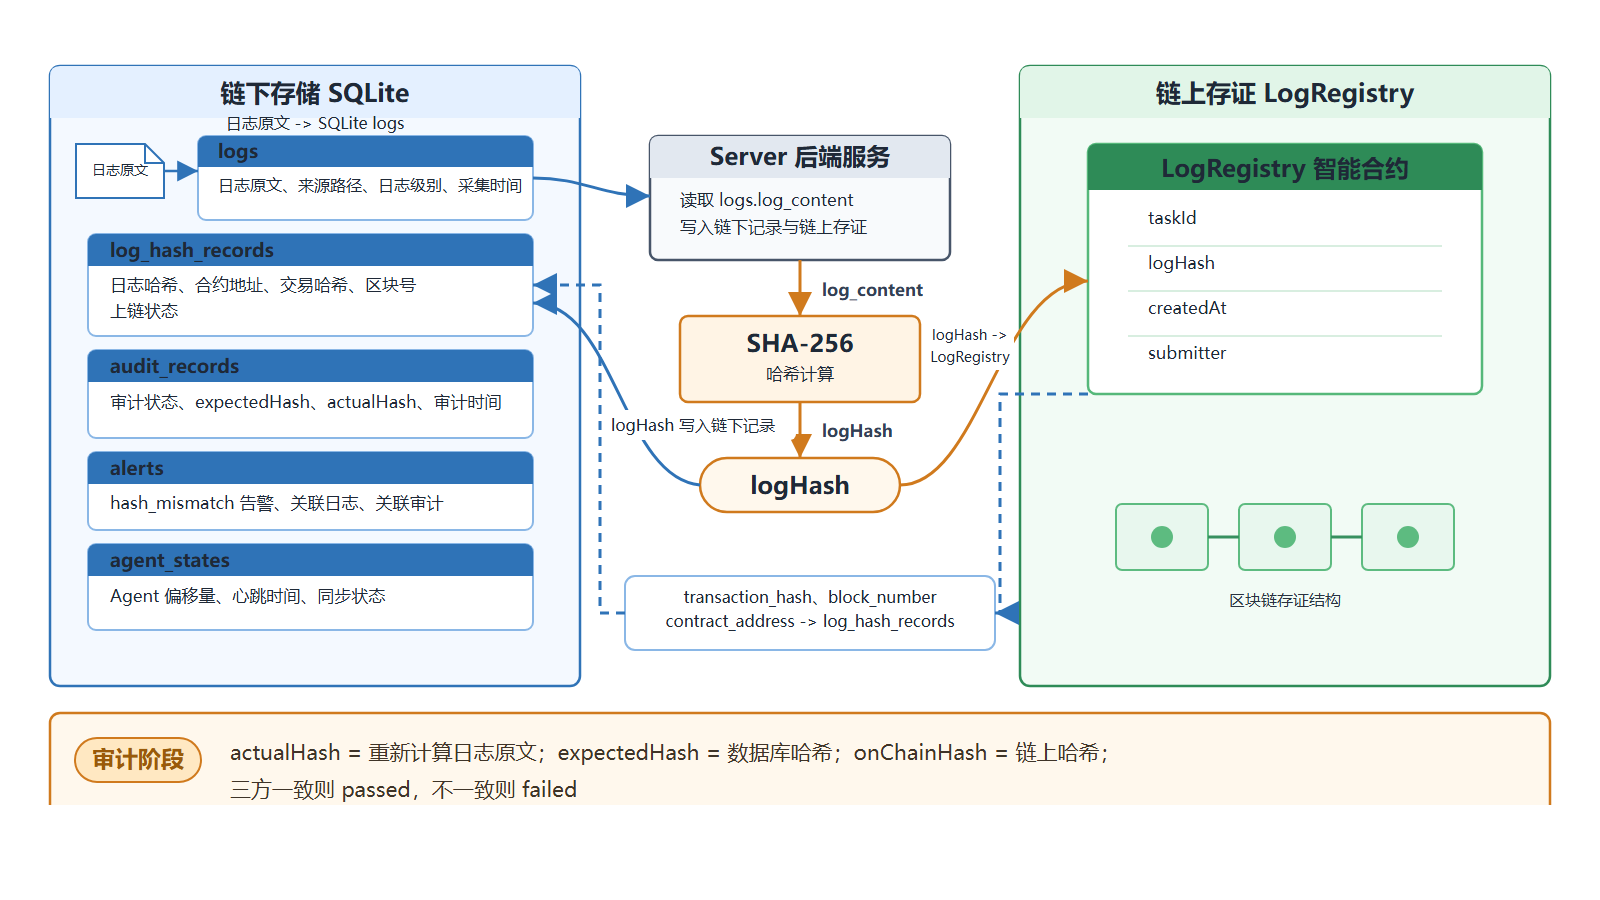 链下存储 SQLite
日志原文 -> SQLite logs
日志原文
logs
日志原文、来源路径、日志级别、采集时间
log_hash_records
日志哈希、合约地址、交易哈希、区块号
上链状态
audit_records
审计状态、expectedHash、actualHash、审计时间
alerts
hash_mismatch 告警、关联日志、关联审计
agent_states
Agent 偏移量、心跳时间、同步状态
Server 后端服务
读取 logs.log_content
写入链下记录与链上存证
log_content
SHA-256
哈希计算
logHash ->
LogRegistry
logHash 写入链下记录
logHash
logHash
transaction_hash、block_number
contract_address -> log_hash_records
链上存证 LogRegistry
LogRegistry 智能合约
taskId
logHash
createdAt
submitter
区块链存证结构
审计阶段
actualHash = 重新计算日志原文；expectedHash = 数据库哈希；onChainHash = 链上哈希；
三方一致则 passed，不一致则 failed